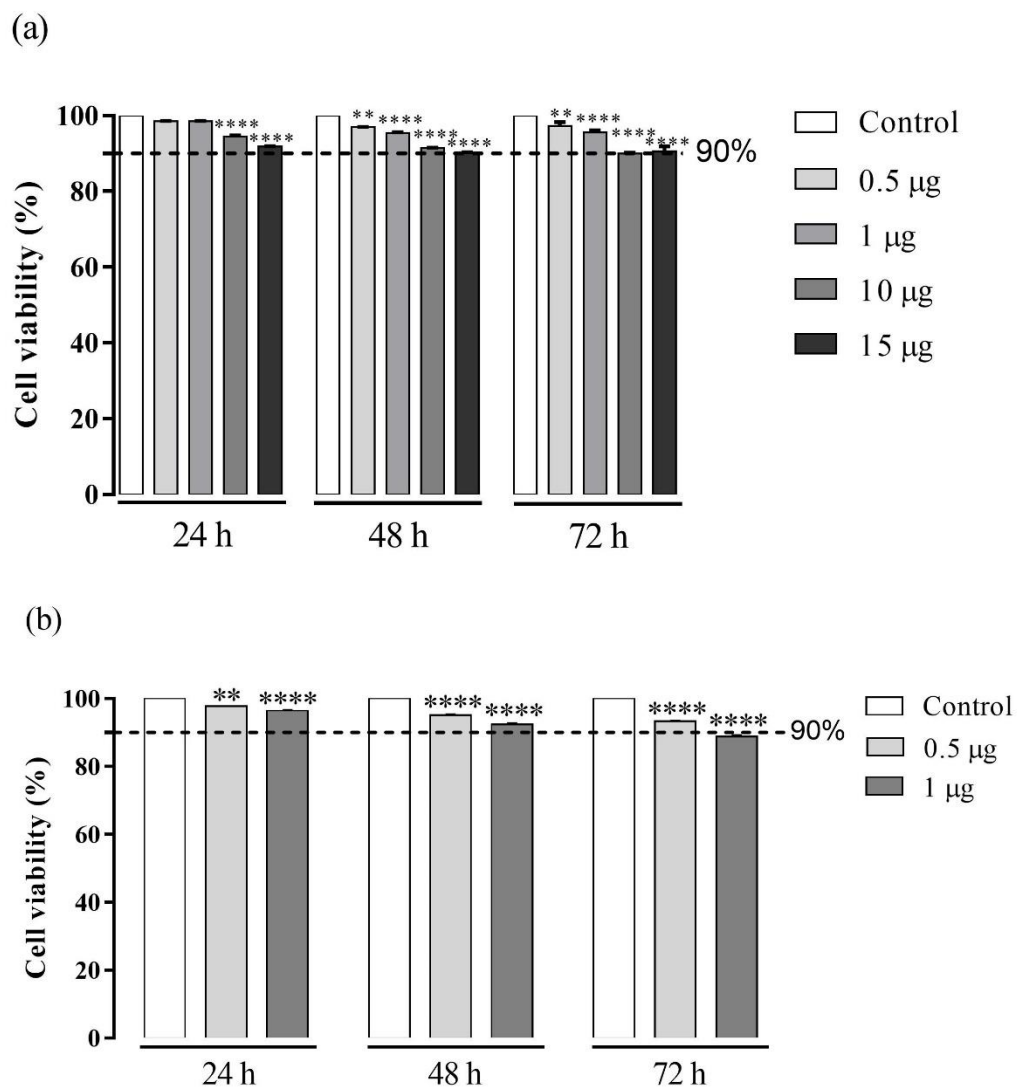 (a)
Cell viability (%)
100
80
60
40
20
0
**** ****
** **** **** ****
** **** **** ****
90%
24 h 48 h 72 h
Control
0.5 μg
1 μg
10 μg
15 μg
(b)
Cell viability (%)
100
80
60
40
20
0
** ****
**** ****
**** ****
90%
24 h 48 h 72 h
Control
0.5 μg
1 μg